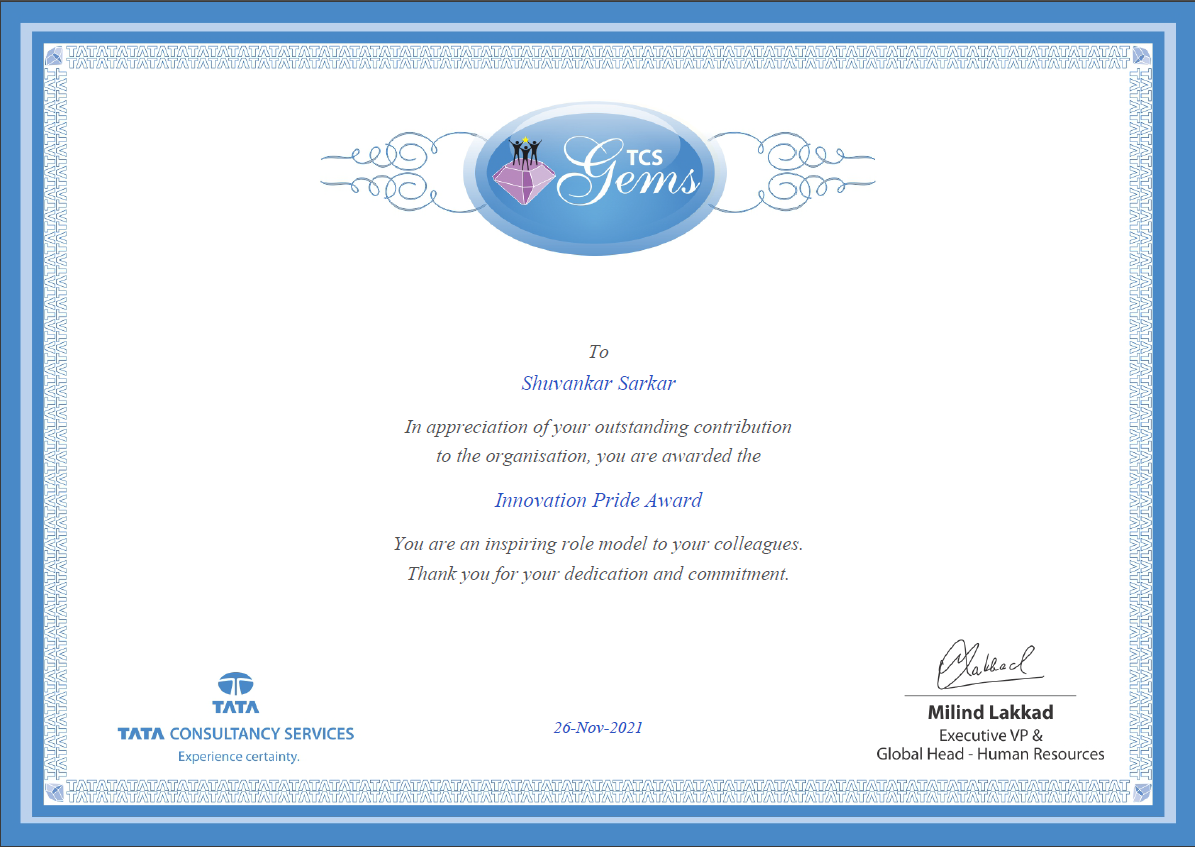 TCS
Gems
To
Shuvankar Sarkar
In appreciation of your outstanding contribution
to the organisation, you are awarded the
Innovation Pride Award
You are an inspiring role model to your colleagues.
Thank you for your dedication and commitment.
TATA
TATA CONSULTANCY SERVICES
Experience certainty.
26-Nov-2021
Lakkad
Milind Lakkad
Executive VP &
Global Head - Human Resources